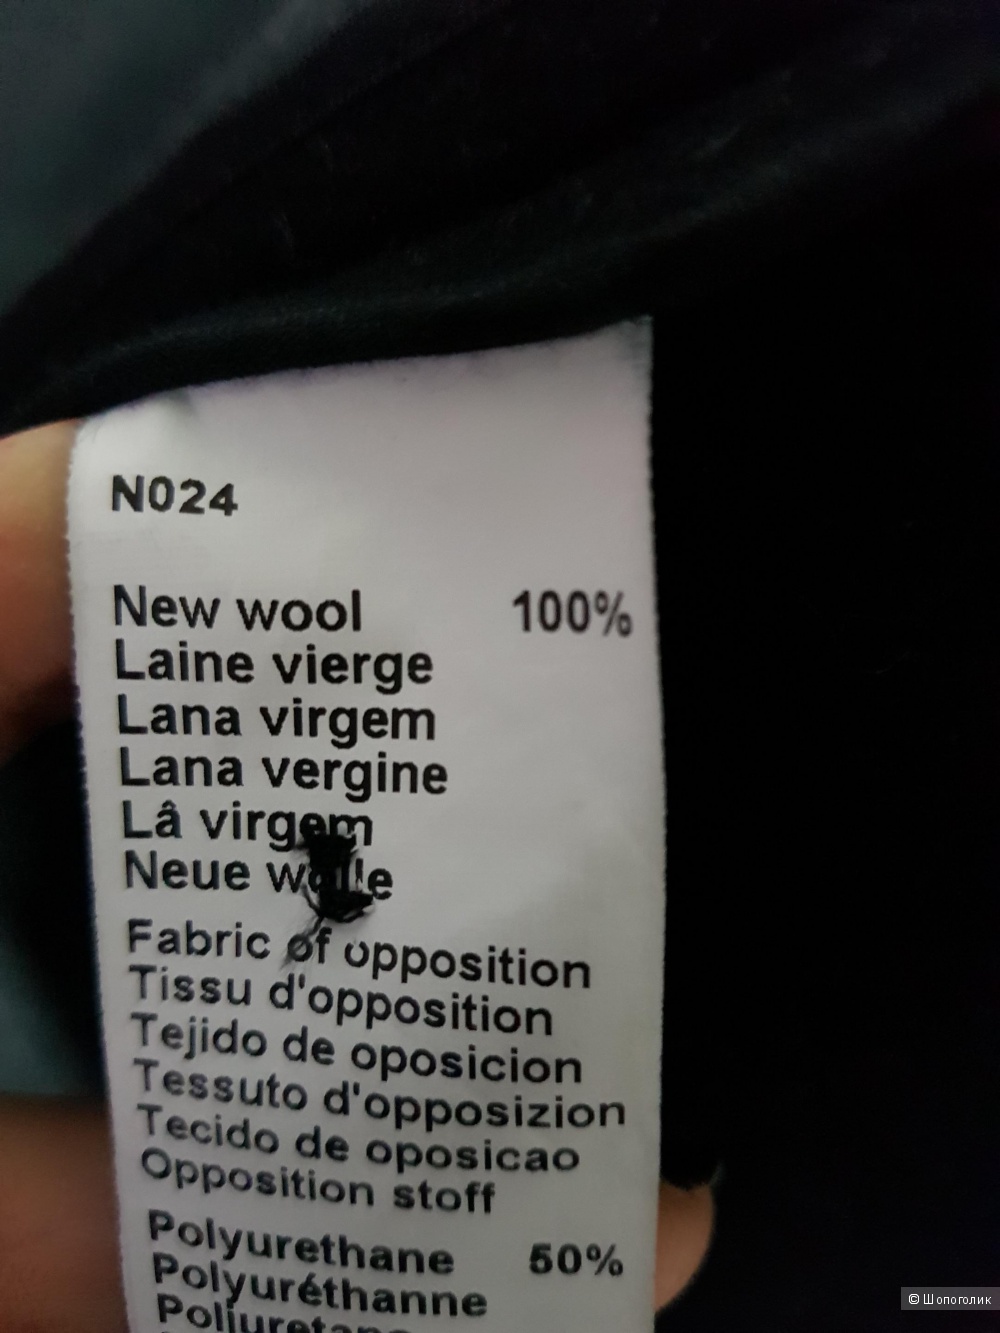 N024
New wool 100%
Laine vierge
Lana virgem
Lana vergine
Lâ virgem
Neue wolle
Fabric of opposition
Tissu d'opposition
Tejido de oposicion
Tessuto d'opposizion
Tecido de oposicao
Opposition stoff
Polyurethane 50%
Polyuréthanne
© Шопоголик